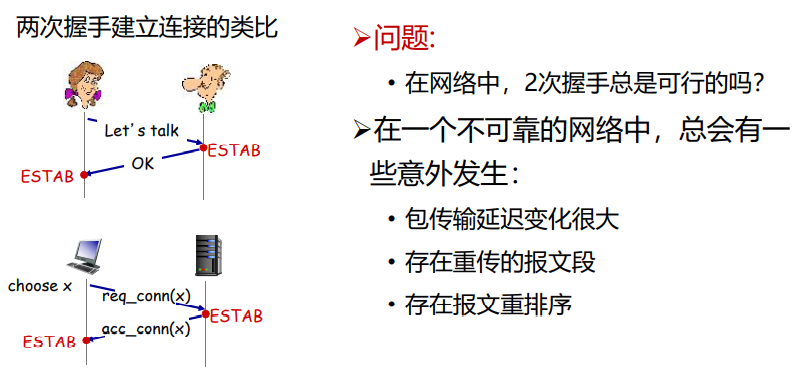 两次握手建立连接的类比
Let's talk
ESTAB
OK
ESTAB
choose x
req_conn(x)
ESTAB
acc_conn(x)
ESTAB
➢问题:
• 在网络中，2次握手总是可行的吗？
➢在一个不可靠的网络中，总会有一
些意外发生：
• 包传输延迟变化很大
• 存在重传的报文段
• 存在报文重排序